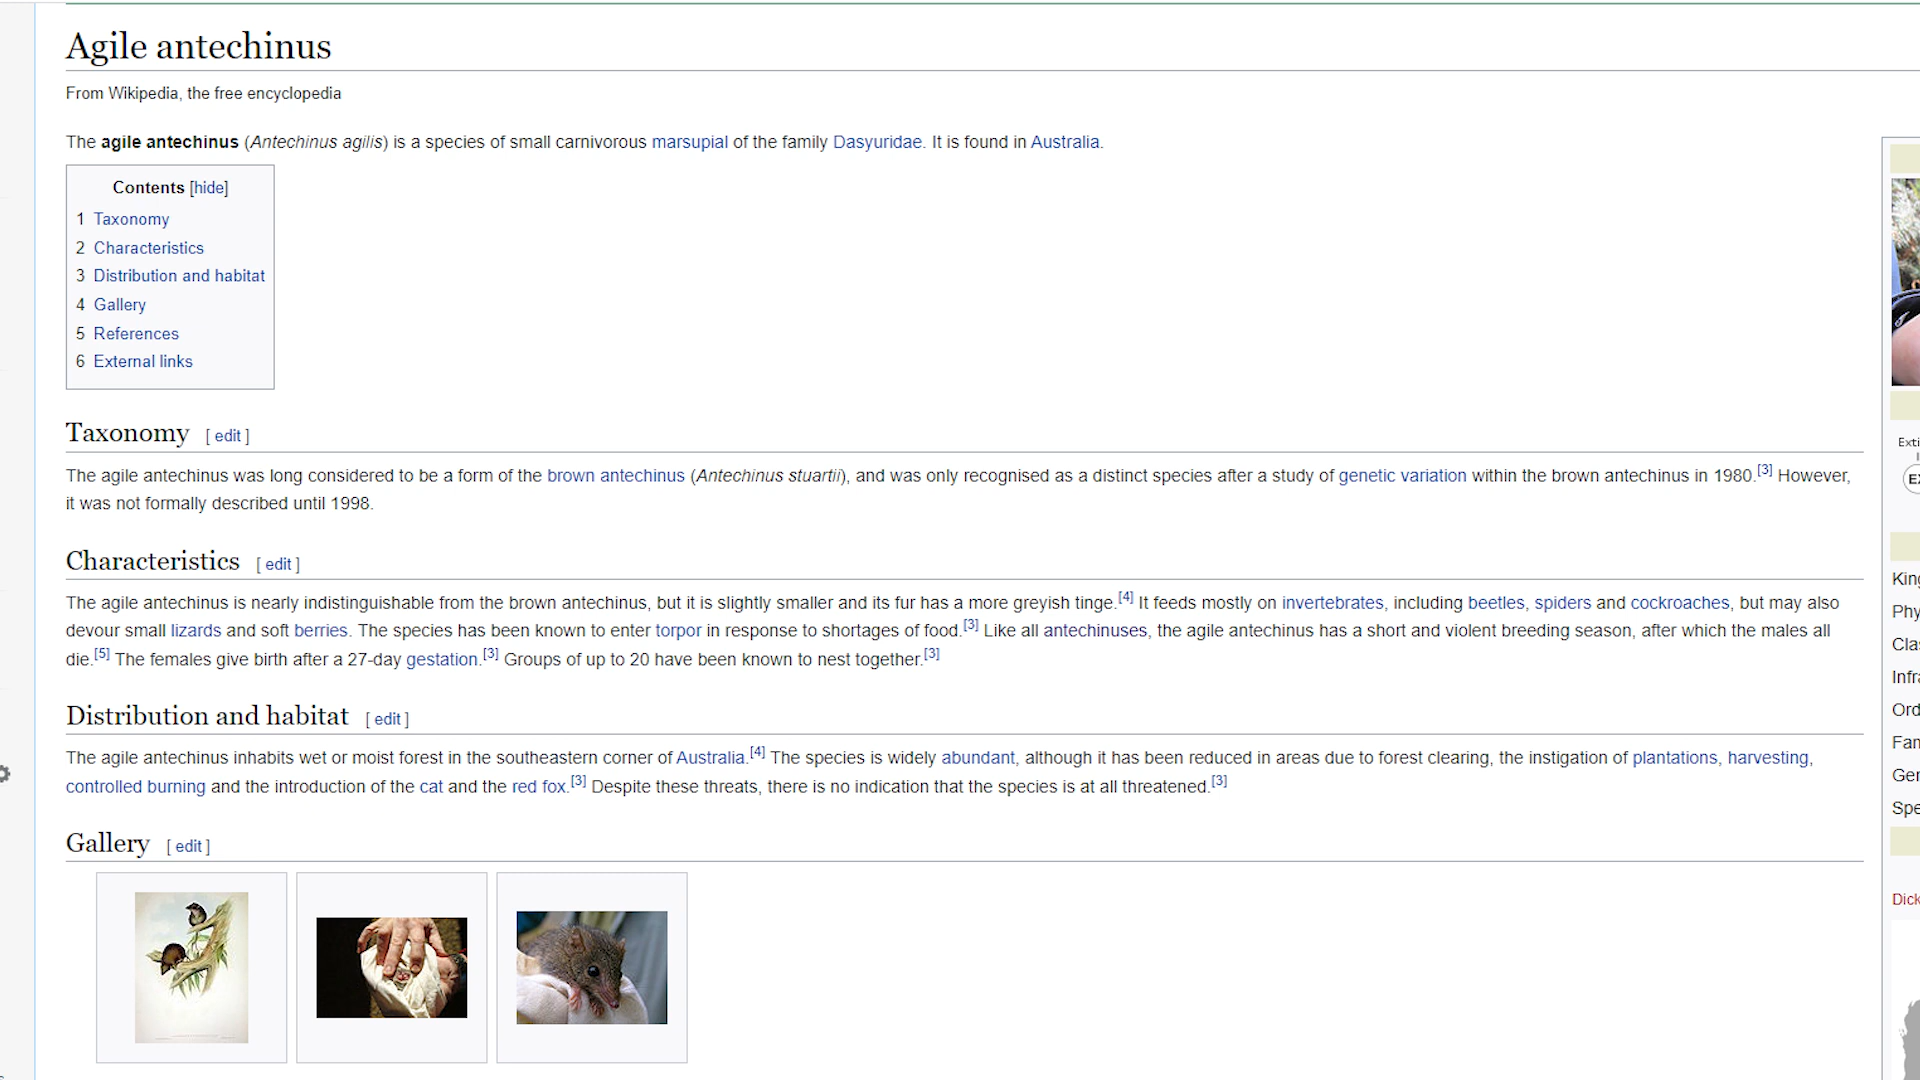 Agile antechinus
From Wikipedia, the free encyclopedia
The agile antechinus (Antechinus agilis) is a species of small carnivorous marsupial of the family Dasyuridae. It is found in Australia.
Contents [hide]
1 Taxonomy
2 Characteristics
3 Distribution and habitat
4 Gallery
5 References
6 External links
Taxonomy [ edit ]
The agile antechinus was long considered to be a form of the brown antechinus (Antechinus stuartii), and was only recognised as a distinct species after a study of genetic variation within the brown antechinus in 1980.[3] However,
it was not formally described until 1998.
Characteristics [ edit ]
The agile antechinus is nearly indistinguishable from the brown antechinus, but it is slightly smaller and its fur has a more greyish tinge.[4] It feeds mostly on invertebrates, including beetles, spiders and cockroaches, but may also
devour small lizards and soft berries. The species has been known to enter torpor in response to shortages of food.[3] Like all antechinuses, the agile antechinus has a short and violent breeding season, after which the males all
die.[5] The females give birth after a 27-day gestation.[3] Groups of up to 20 have been known to nest together.[3]
Distribution and habitat [ edit ]
The agile antechinus inhabits wet or moist forest in the southeastern corner of Australia.[4] The species is widely abundant, although it has been reduced in areas due to forest clearing, the instigation of plantations, harvesting,
controlled burning and the introduction of the cat and the red fox.[3] Despite these threats, there is no indication that the species is at all threatened.[3]
Gallery [ edit ]
Exti
EX
King
Phy
Clas
Infra
Ord
Fam
Gen
Spe
Dick